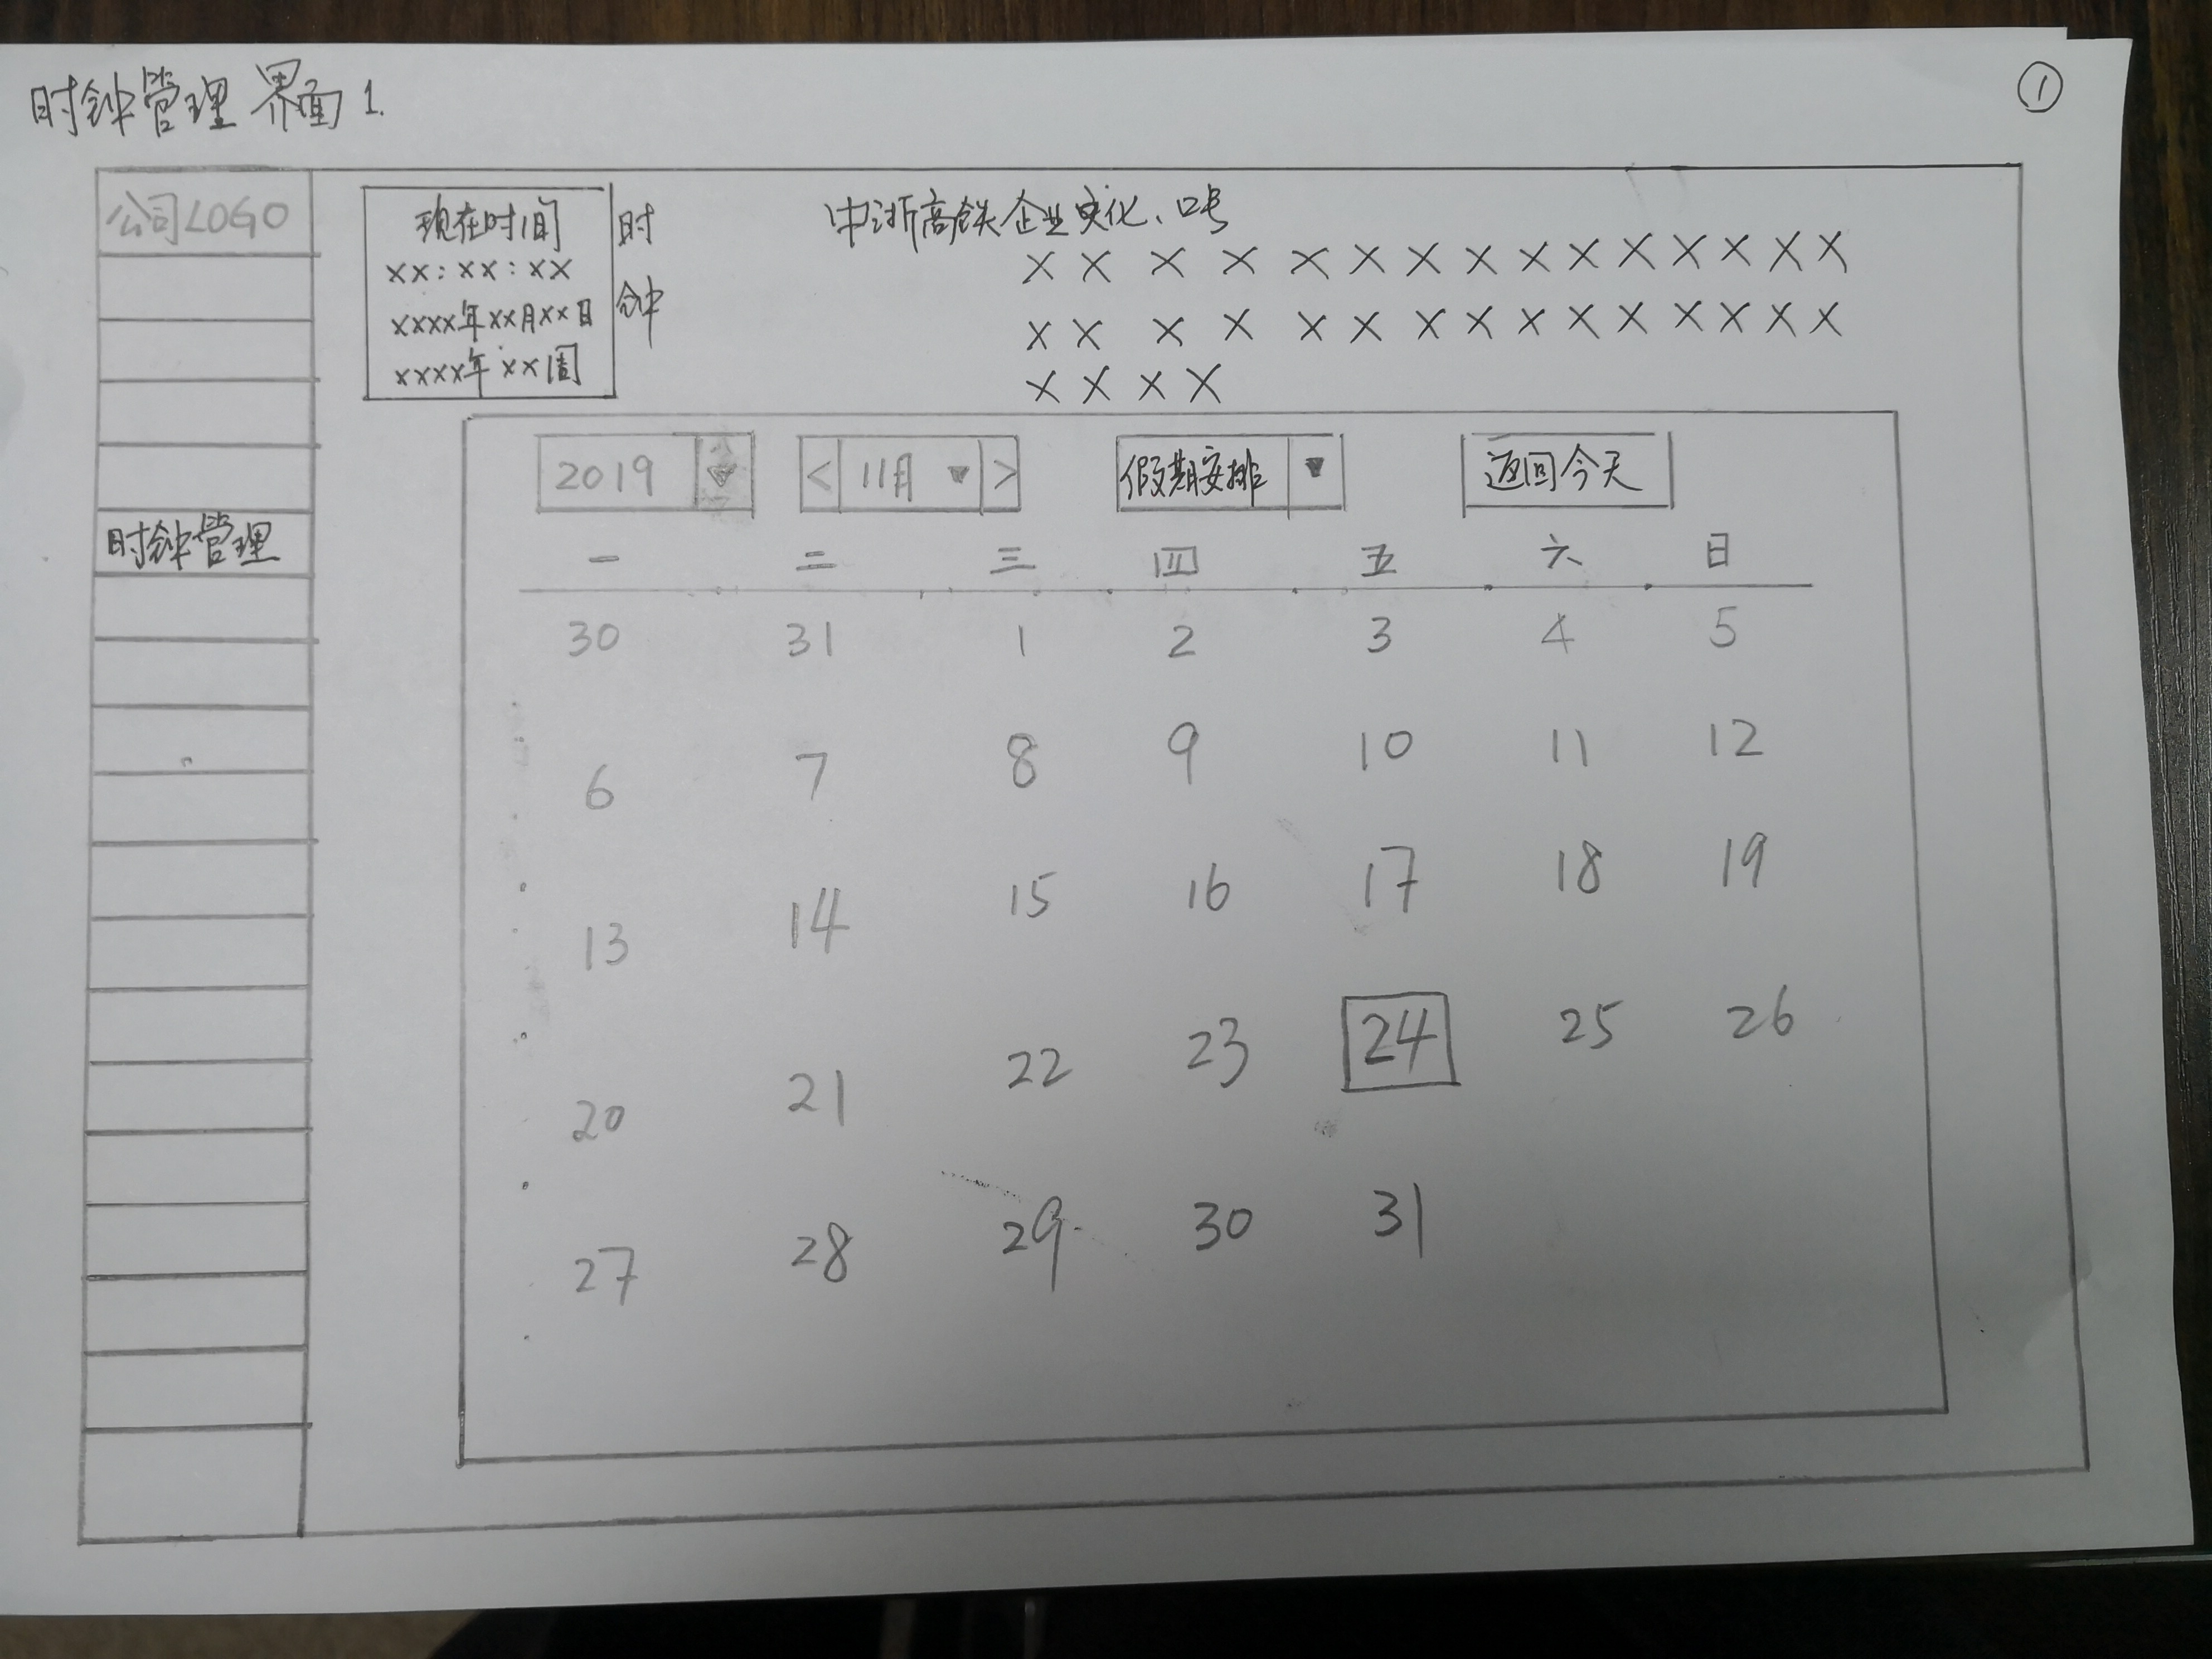 时钟管理界面1.
①
公司LOGO
时钟管理
现在时间
XX:XX:XX
XXXX年XX月XX日
XXXX年XX周
时
钟
中浙高铁企业文化、口号
XXXXXXXXXXXXXXX
XXXXXXXXXXXXXXX
XXXX
2019 ▼ < 11月 ▼ > 假期安排 ▼ 返回今天
一 二 三 四 五 六 日
30 31 1 2 3 4 5
6 7 8 9 10 11 12
13 14 15 16 17 18 19
20 21 22 23 24 25 26
27 28 29 30 31